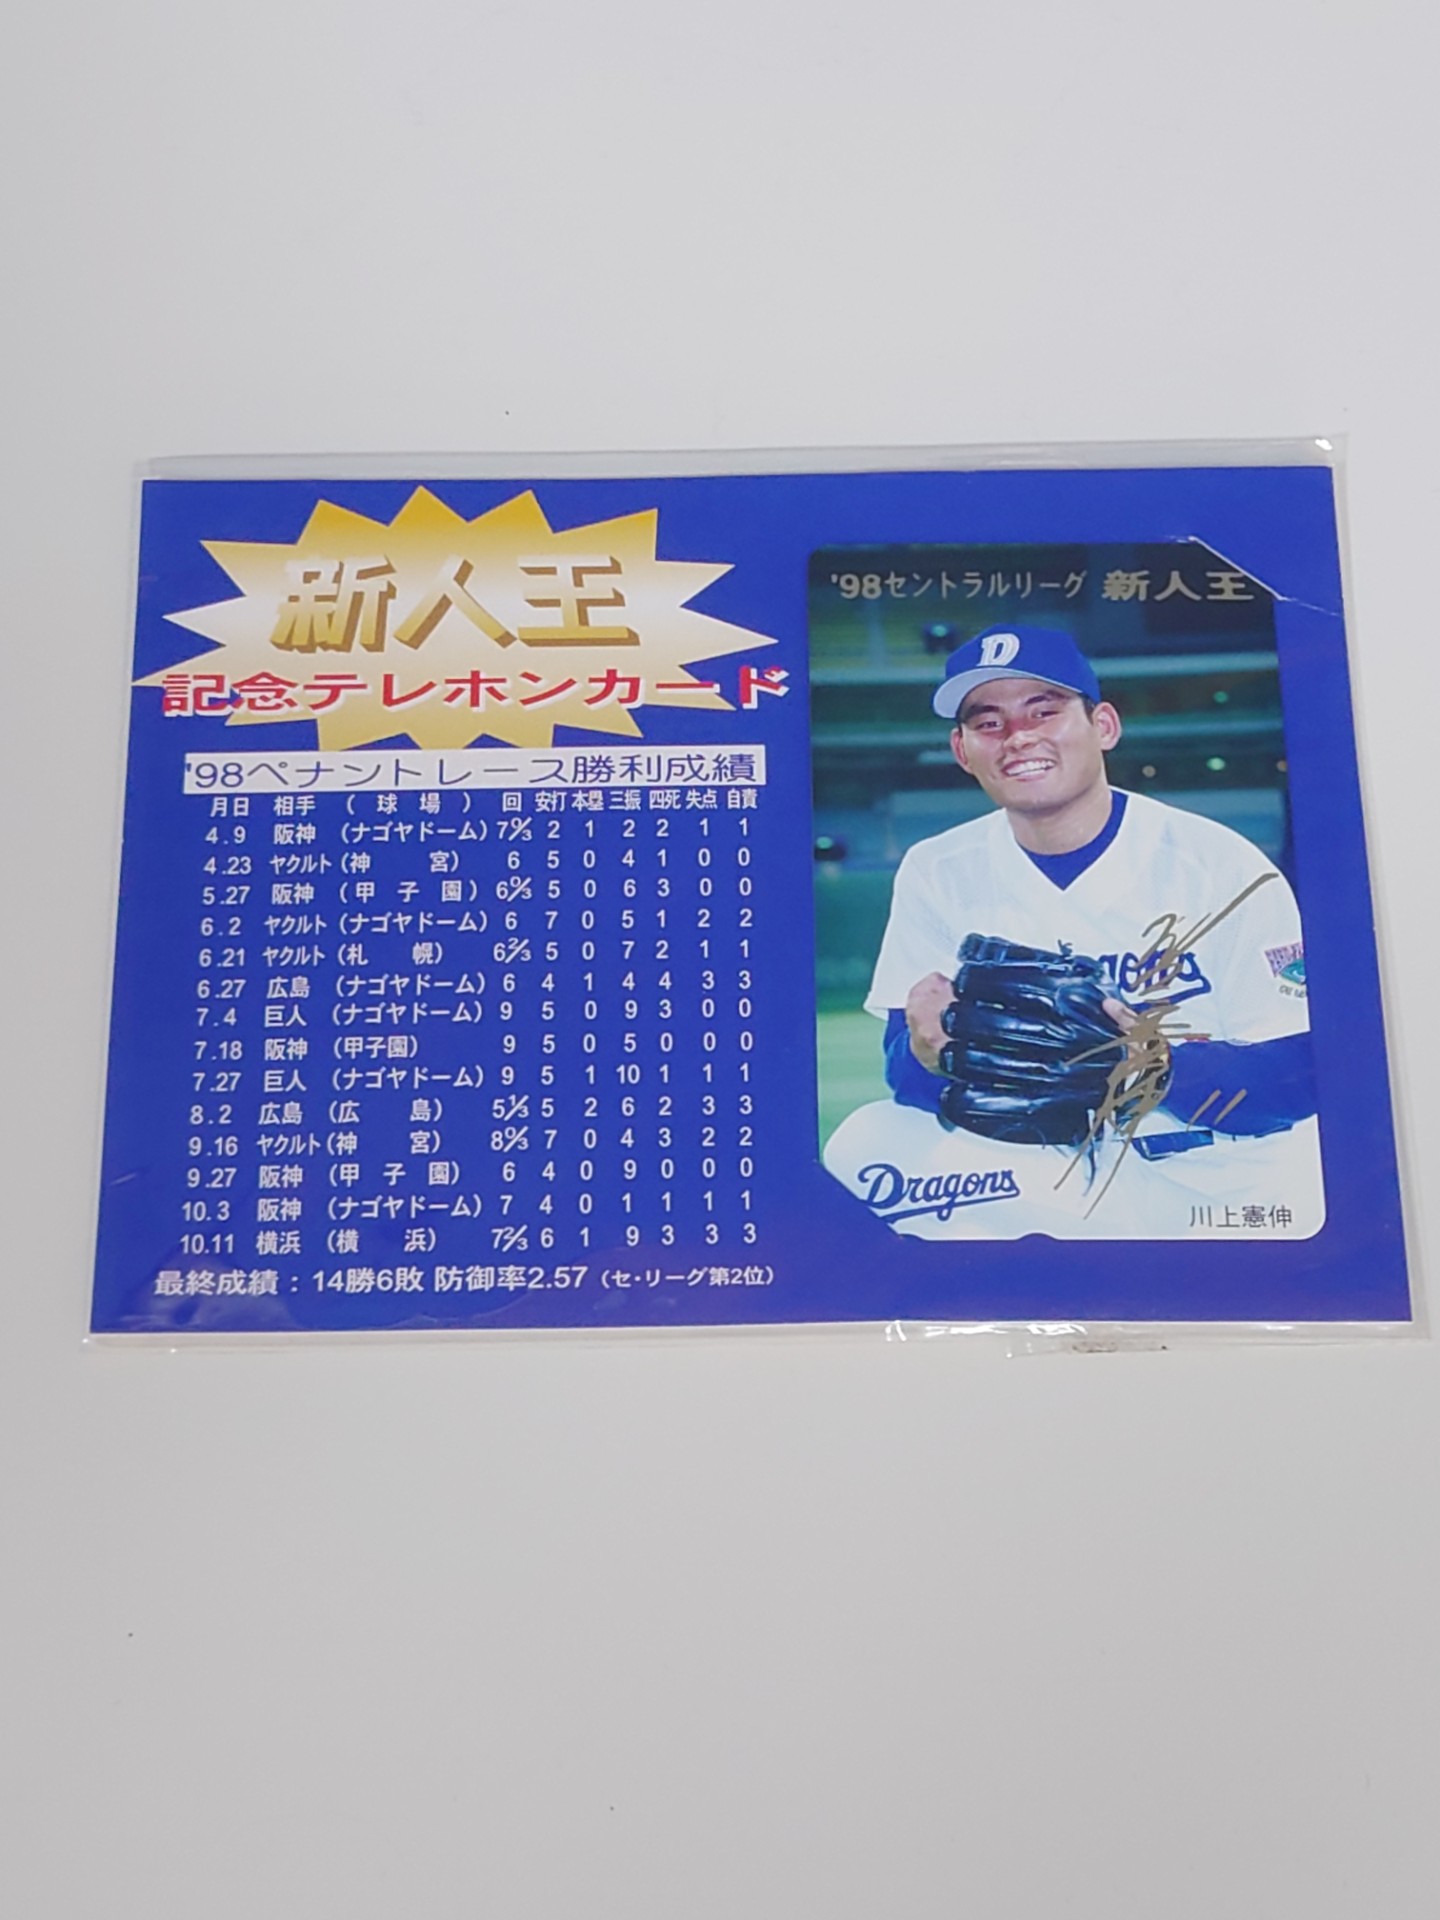 新人王
記念テレホンカード
'98ペナントレース勝利成績
月日 相手 (球場) 回 安打 本塁 三振 四死 失点 自責
4.9 阪神 (ナゴヤドーム) 7 0/3 2 1 2 2 1 1
4.23 ヤクルト (神宮) 6 5 0 4 1 0 0
5.27 阪神 (甲子園) 6 0/3 5 0 6 3 0 0
6.2 ヤクルト (ナゴヤドーム) 6 7 0 5 1 2 2
6.21 ヤクルト (札幌) 6 2/3 5 0 7 2 1 1
6.27 広島 (ナゴヤドーム) 6 4 1 4 4 3 3
7.4 巨人 (ナゴヤドーム) 9 5 0 9 3 0 0
7.18 阪神 (甲子園) 9 5 0 5 0 0 0
7.27 巨人 (ナゴヤドーム) 9 5 1 10 1 1 1
8.2 広島 (広島) 5 1/3 5 2 6 2 3 3
9.16 ヤクルト (神宮) 8 0/3 7 0 4 3 2 2
9.27 阪神 (甲子園) 6 4 0 9 0 0 0
10.3 阪神 (ナゴヤドーム) 7 4 0 1 1 1 1
10.11 横浜 (横浜) 7 2/3 6 1 9 3 3 3
最終成績:14勝6敗 防御率2.57 (セ・リーグ第2位)
'98セントラルリーグ 新人王
D
gons
11
Dragons
川上憲伸